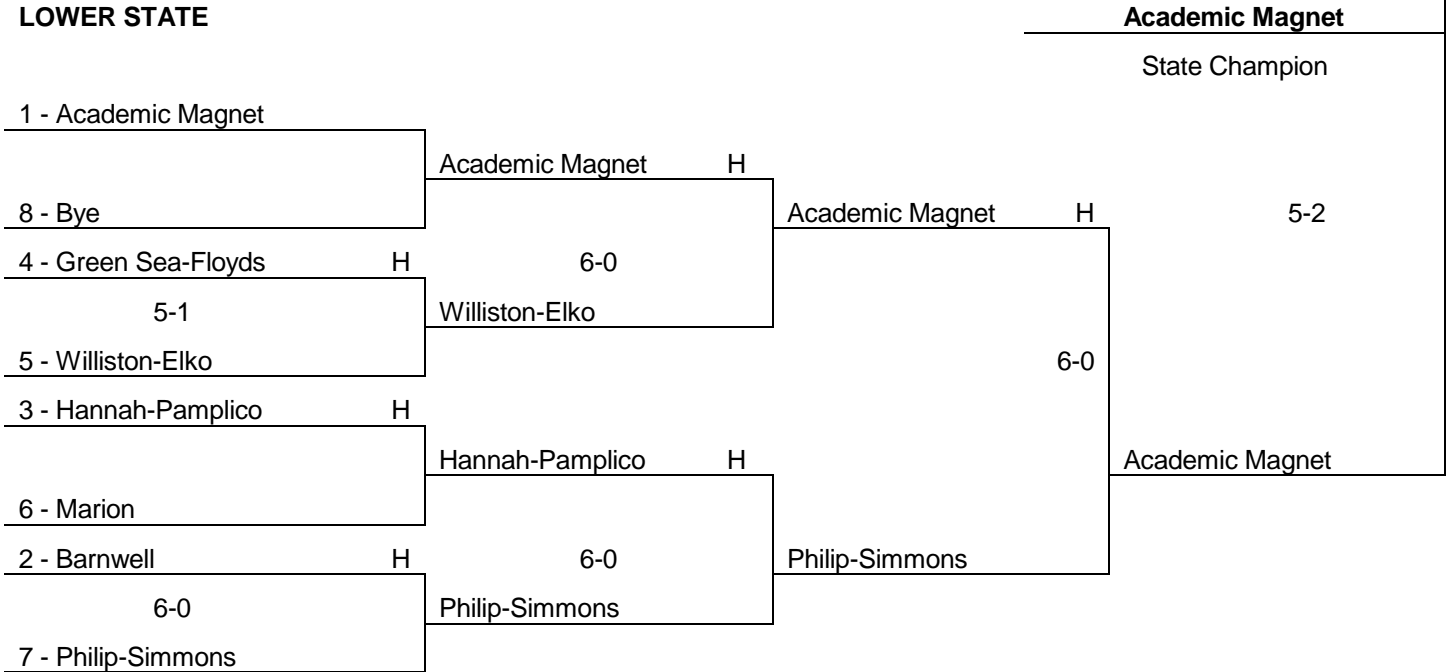 LOWER STATE
Academic Magnet
State Champion
1 - Academic Magnet
Academic Magnet H
8 - Bye
Academic Magnet H
5-2
4 - Green Sea-Floyds H
6-0
5-1
Williston-Elko
5 - Williston-Elko
6-0
3 - Hannah-Pamplico H
Hannah-Pamplico H
Academic Magnet
6 - Marion
2 - Barnwell H
6-0
Philip-Simmons
6-0
Philip-Simmons
7 - Philip-Simmons